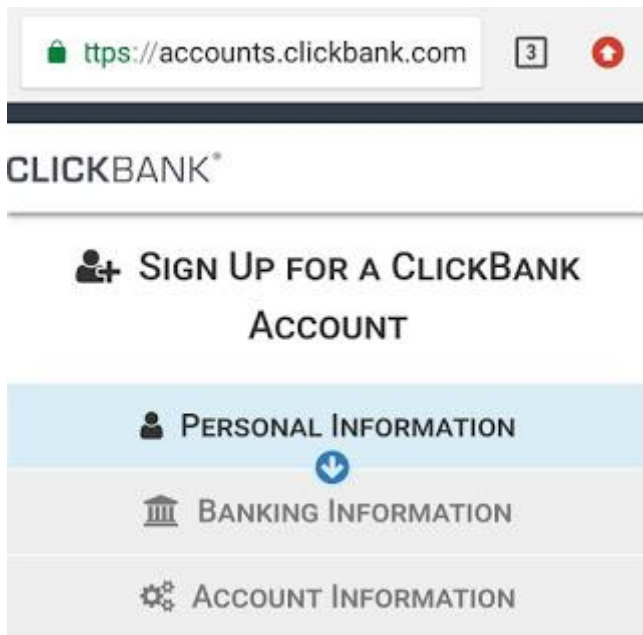 ttps://accounts.clickbank.com 3
CLICKBANK®
SIGN UP FOR A CLICKBANK
ACCOUNT
PERSONAL INFORMATION
BANKING INFORMATION
ACCOUNT INFORMATION